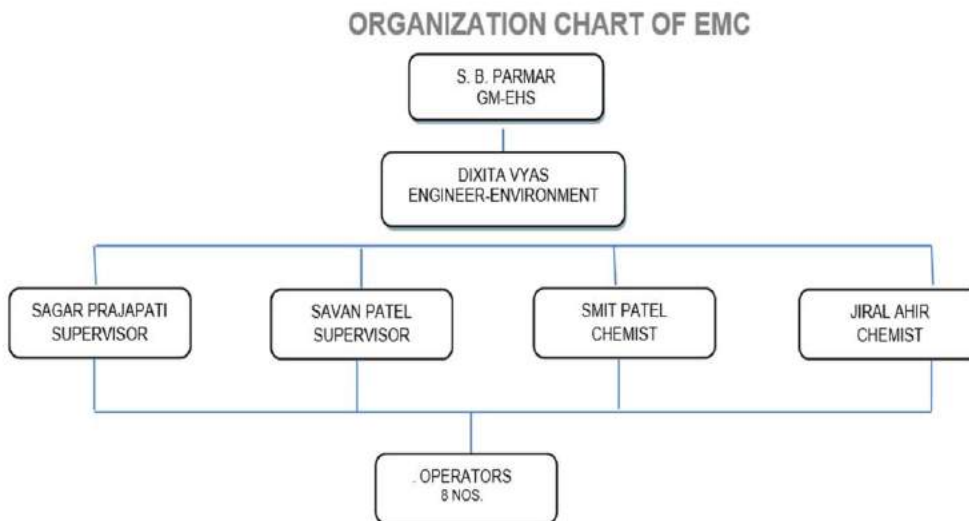 ORGANIZATION CHART OF EMC
S. B. PARMAR
GM-EHS
DIXITA VYAS
ENGINEER-ENVIRONMENT
SAGAR PRAJAPATI
SUPERVISOR
SAVAN PATEL
SUPERVISOR
SMIT PATEL
CHEMIST
JIRAL AHIR
CHEMIST
. OPERATORS
8 NOS.